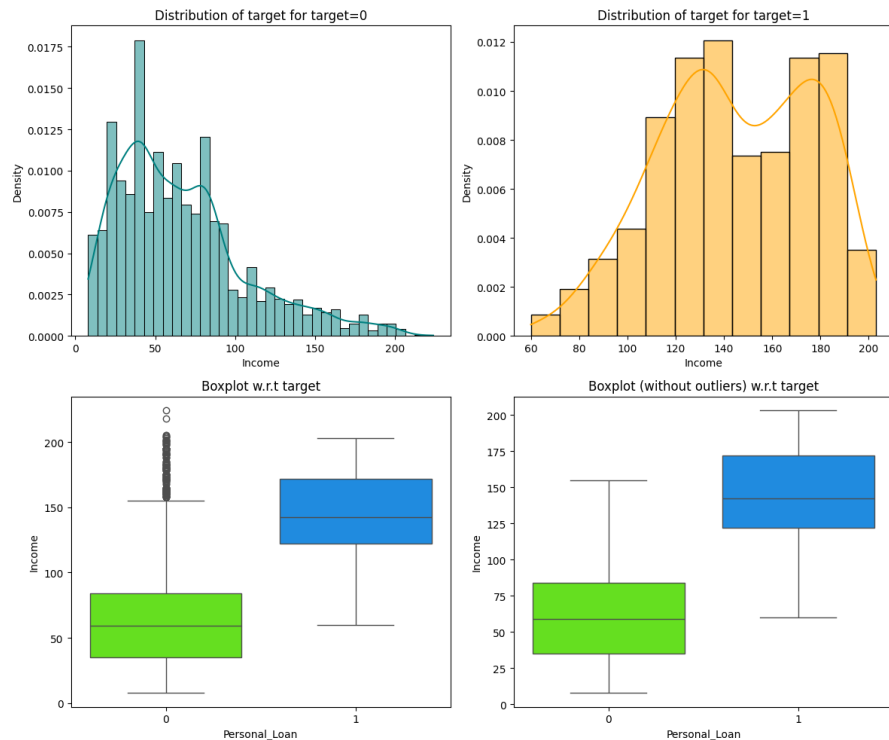 Distribution of target for target=0
Density
0.0175
0.0150
0.0125
0.0100
0.0075
0.0050
0.0025
0.0000
0 50 100 150 200
Income
Distribution of target for target=1
Density
0.012
0.010
0.008
0.006
0.004
0.002
0.000
60 80 100 120 140 160 180 200
Income
Boxplot w.r.t target
Income
200
150
100
50
0
0 1
Personal_Loan
Boxplot (without outliers) w.r.t target
Income
200
175
150
125
100
75
50
25
0
0 1
Personal_Loan